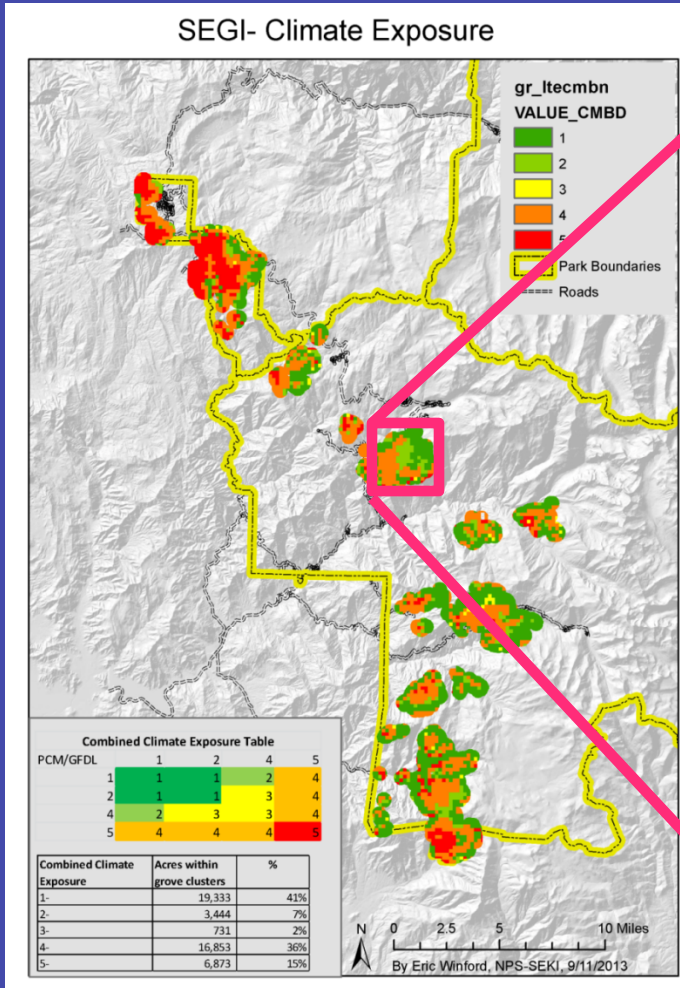 SEGI- Climate Exposure
gr_ltecmbn
VALUE_CMBD
1
2
3
4
5
Park Boundaries
Roads
Combined Climate Exposure Table
PCM/GFDL 1 2 4 5
1 1 1 2 4
2 1 1 3 4
4 2 3 3 4
5 4 4 4 5
Combined Climate Acres within %
Exposure grove clusters
1- 19,333 41%
2- 3,444 7%
3- 731 2%
4- 16,853 36%
5- 6,873 15%
N 0 2.5 5 10 Miles
By Eric Winford, NPS-SEKI, 9/11/2013